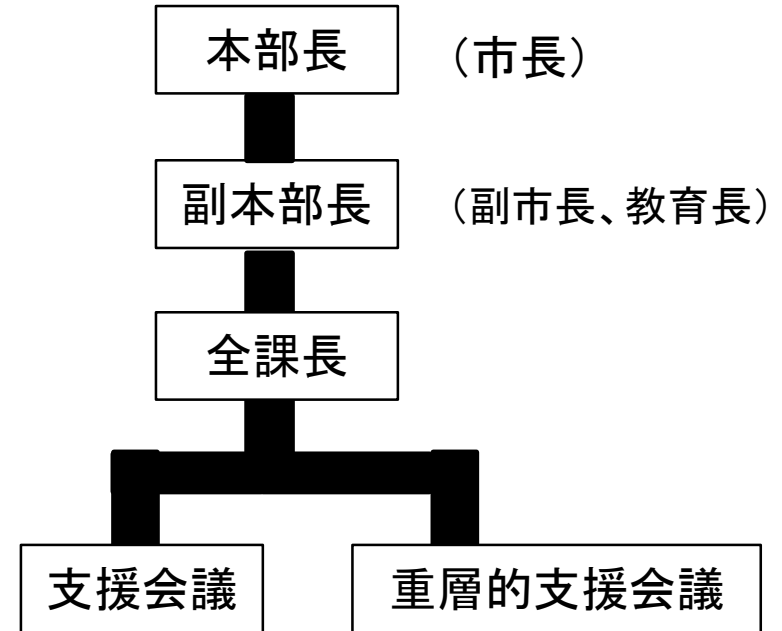 本部長 （市長）
副本部長 （副市長、教育長）
全課長
支援会議 重層的支援会議